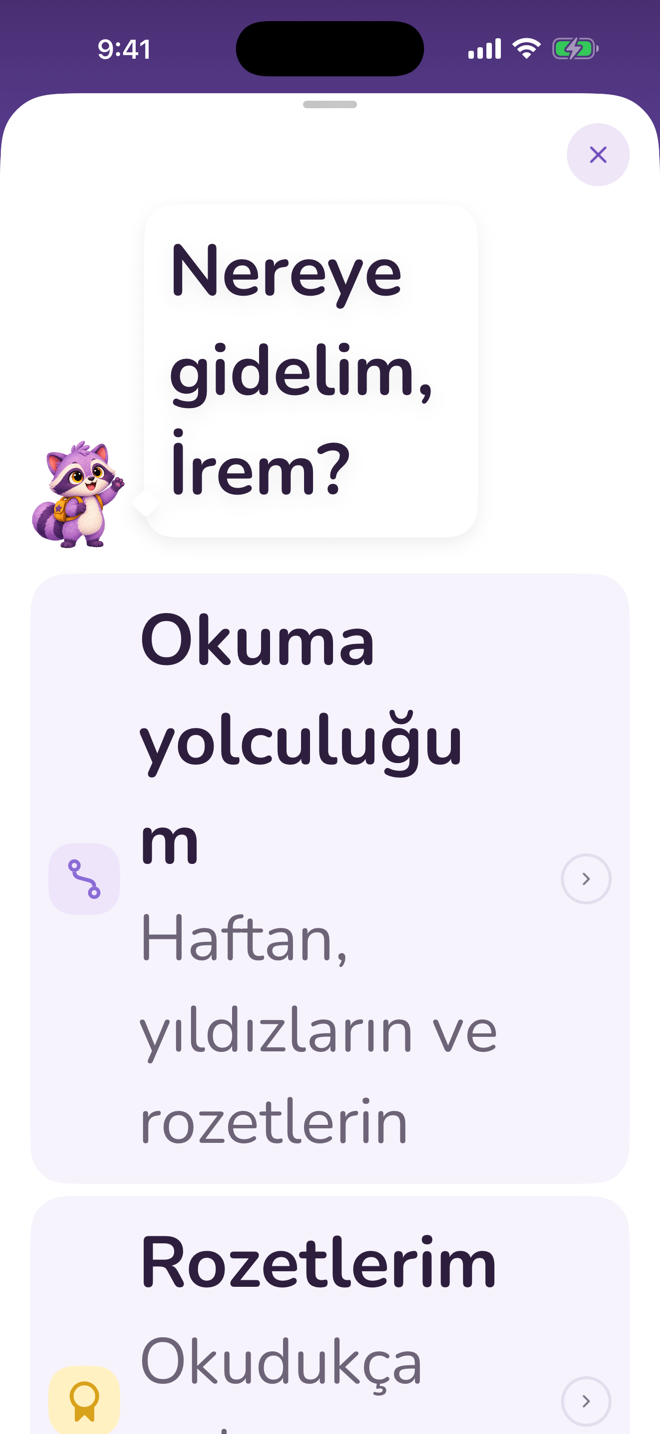 9:41
Nereye
gidelim,
İrem?
Okuma
yolculuğu
m
Haftan,
yıldızların ve
rozetlerin
Rozetlerim
Okudukça